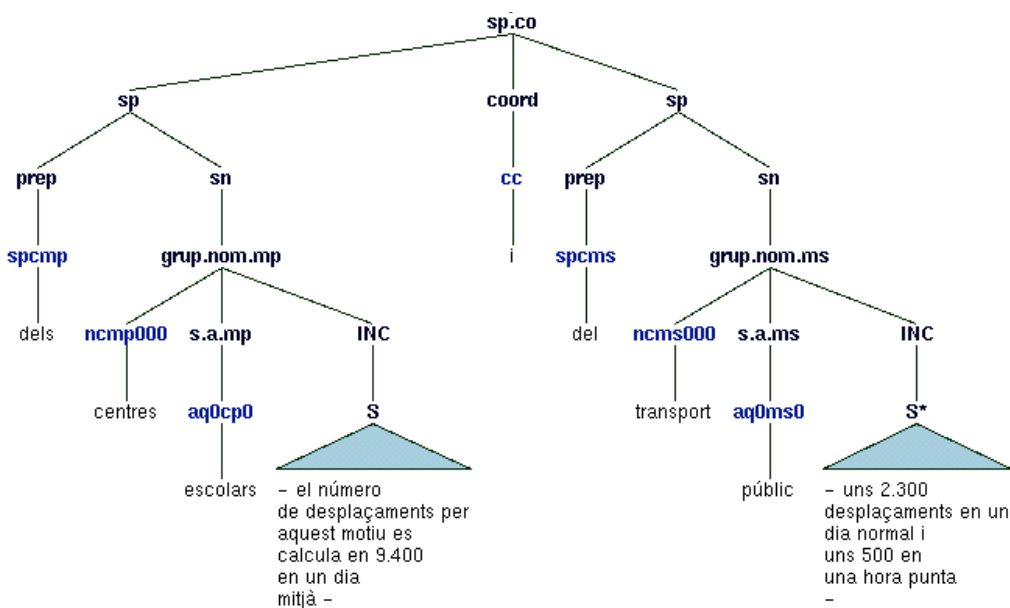 sp.co
sp coord sp
prep sn cc prep sn
spcmp grup.nom.mp i spcms grup.nom.ms
dels ncmp000 s.a.mp INC del ncms000 s.a.ms INC
centres aq0cp0 S transport aq0ms0 S*
escolars – el número públic – uns 2.300
de desplaçaments per desplaçaments en un
aquest motiu es dia normal i
calcula en 9.400 uns 500 en
en un dia una hora punta
mitjà – –